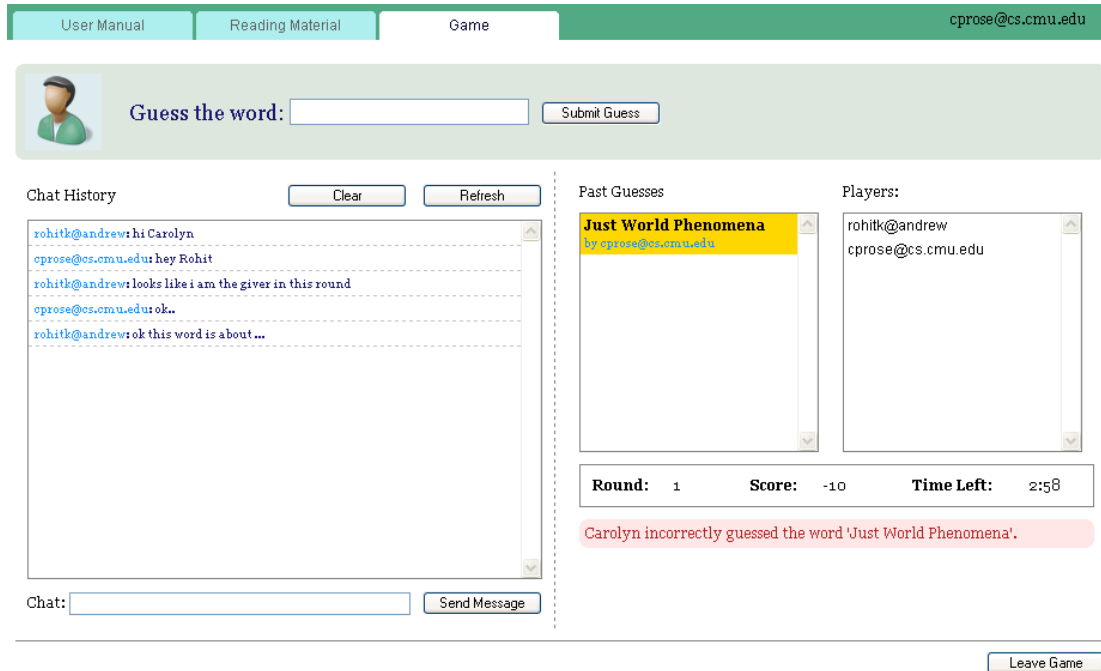 User Manual
Reading Material
Game
cprose@cs.cmu.edu
Guess the word:
Submit Guess
Chat History
Clear
Refresh
rohitk@andrew: hi Carolyn
cprose@cs.cmu.edu: hey Rohit
rohitk@andrew: looks like i am the giver in this round
cprose@cs.cmu.edu: ok..
rohitk@andrew: ok this word is about ...
Chat:
Send Message
Past Guesses
Just World Phenomena
by cprose@cs.cmu.edu
Players:
rohitk@andrew
cprose@cs.cmu.edu
Round: 1 Score: -10 Time Left: 2:58
Carolyn incorrectly guessed the word 'Just World Phenomena'.
Leave Game